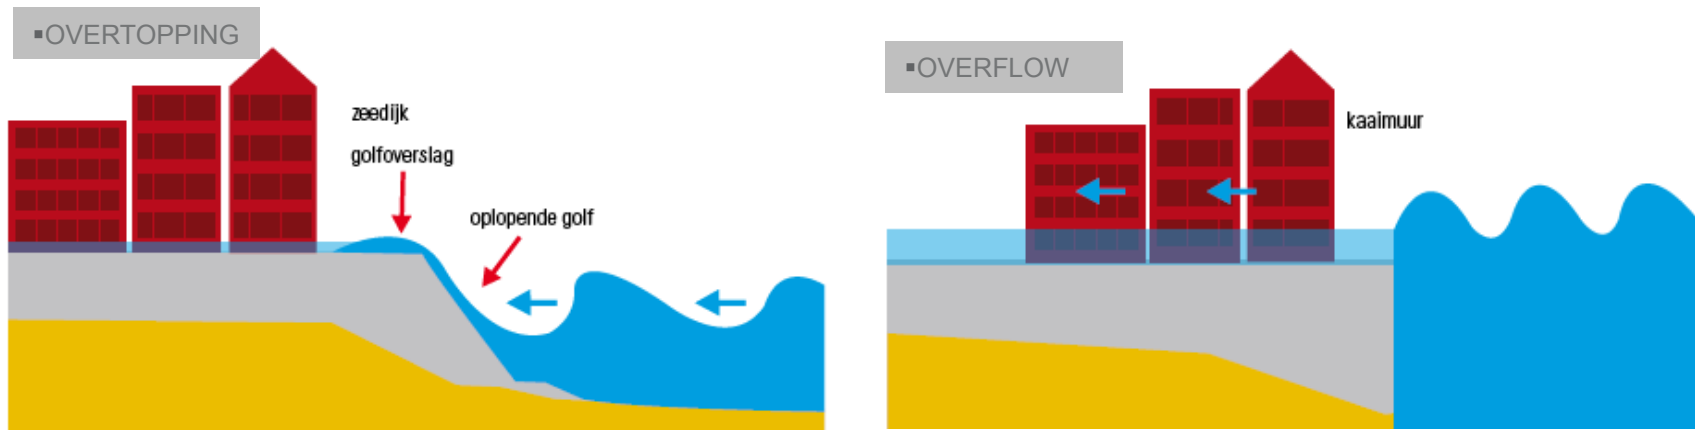 ▪OVERTOPPING
zeedijk
golfoverslag
oplopende golf
▪OVERFLOW
kaaimuur